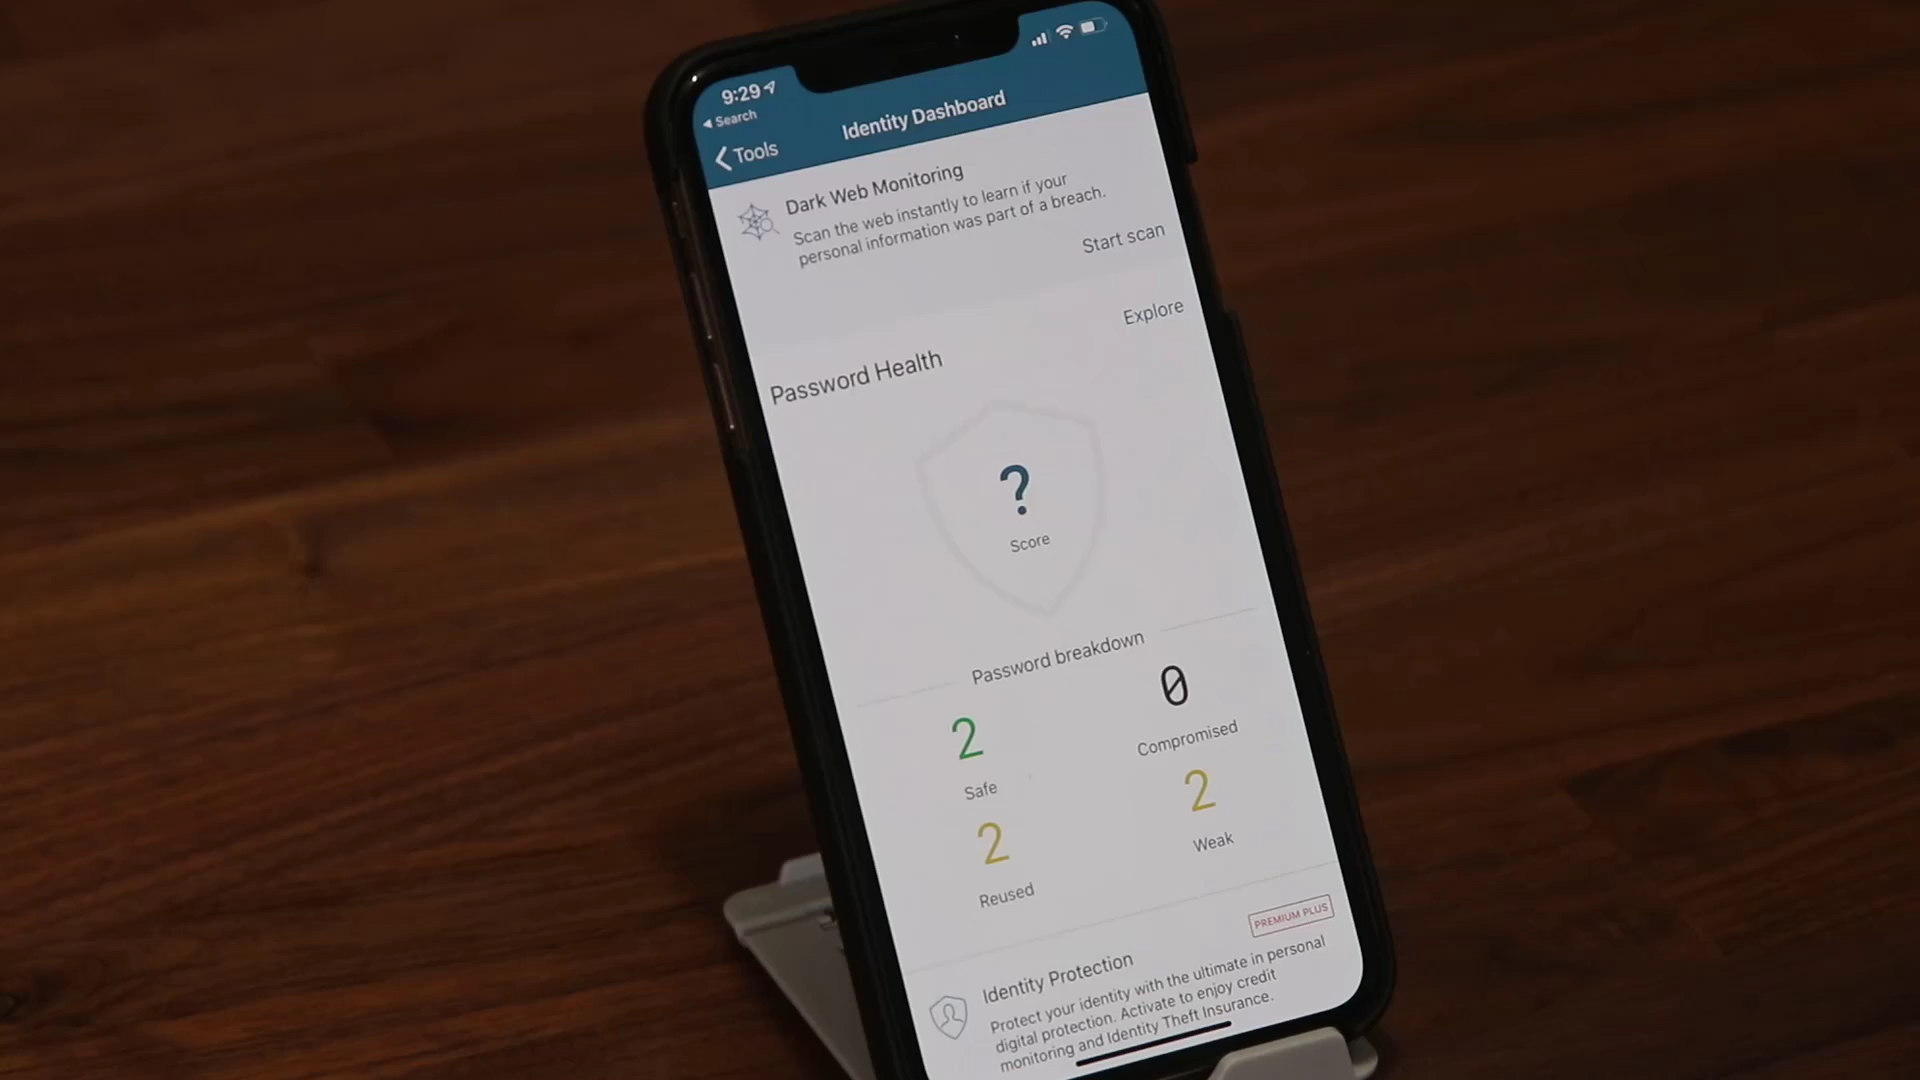 9:29
Search
Tools
Identity Dashboard
Dark Web Monitoring
Scan the web instantly to learn if your
personal information was part of a breach.
Start scan
Explore
Password Health
?
Score
Password breakdown
2
Safe
0
Compromised
2
Reused
2
Weak
PREMIUM PLUS
Identity Protection
Protect your identity with the ultimate in personal
digital protection. Activate to enjoy credit
monitoring and Identity Theft Insurance.